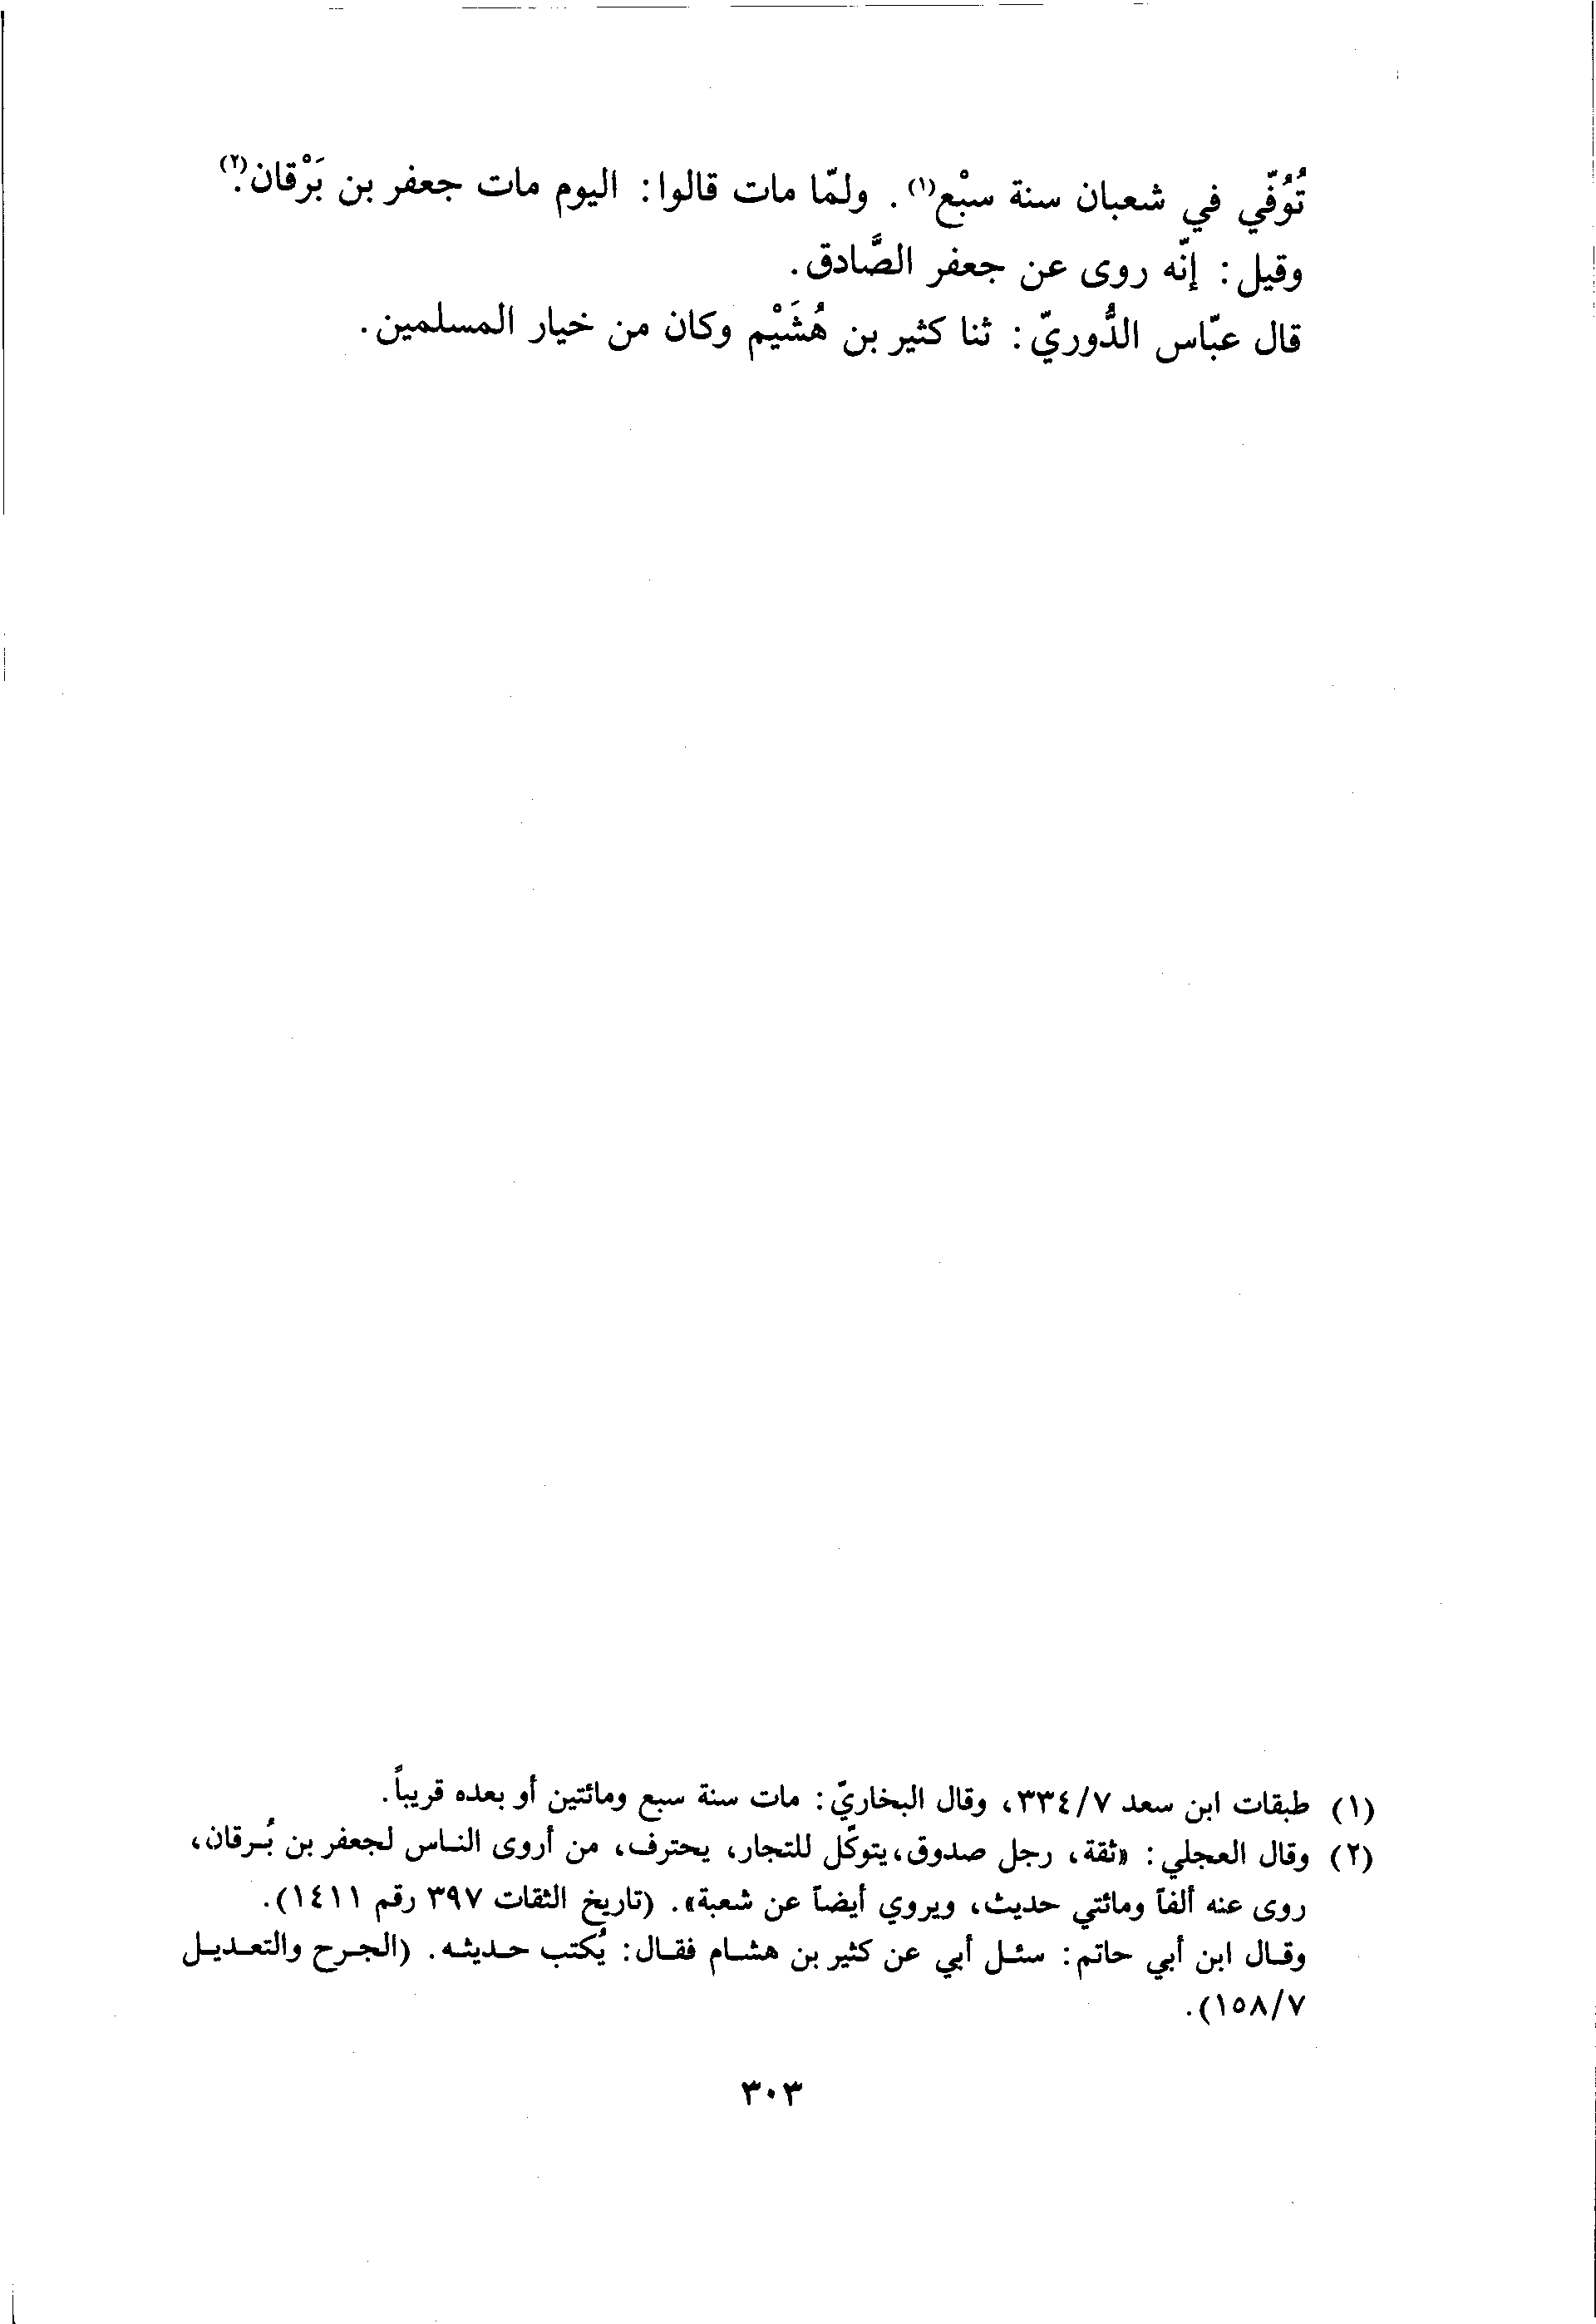 تُوُفّي في شعبان سنة سبْع(١). ولمّا مات قالوا: اليوم مات جعفر بن بَرْقان(٢).
وقيل: إنّه روى عن جعفر الصَّادق.
قال عبّاس الدُّوريّ: ثنا كثير بن هُشَيْم وكان من خيار المسلمين.
(١) طبقات ابن سعد ٣٣٤/٧، وقال البخاريّ: مات سنة سبع ومائتين أو بعده قريباً.
(٢) وقال العجلي: «ثقة، رجل صدوق، يتوكّل للتجار، يحترف، من أروى الناس لجعفر بن بُرقان،
روى عنه ألفاً ومائتي حديث، ويروي أيضاً عن شعبة». (تاريخ الثقات ٣٩٧ رقم ١٤١١).
وقال ابن أبي حاتم: سئل أبي عن كثير بن هشام فقال: يُكتب حديثه. (الجرح والتعديل
١٥٨/٧).
٣٠٣